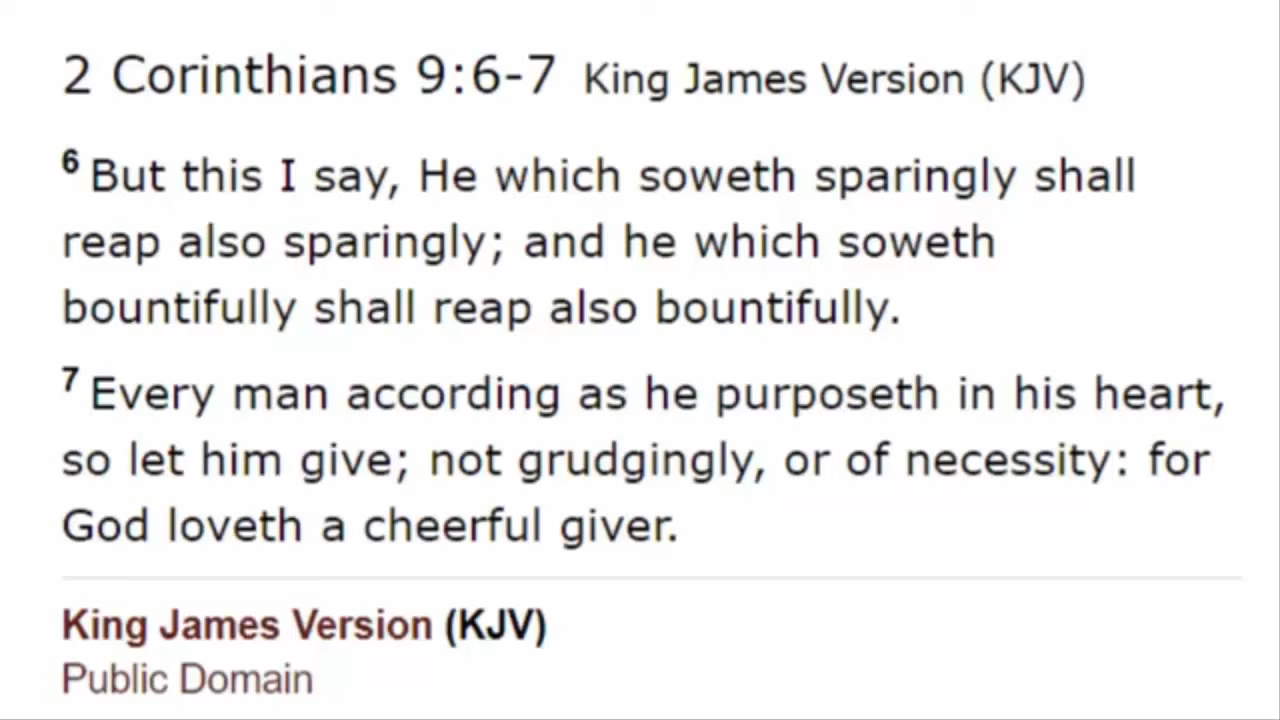 2 Corinthians 9:6-7 King James Version (KJV)
6 But this I say, He which soweth sparingly shall
reap also sparingly; and he which soweth
bountifully shall reap also bountifully.
7 Every man according as he purposeth in his heart,
so let him give; not grudgingly, or of necessity: for
God loveth a cheerful giver.
King James Version (KJV)
Public Domain